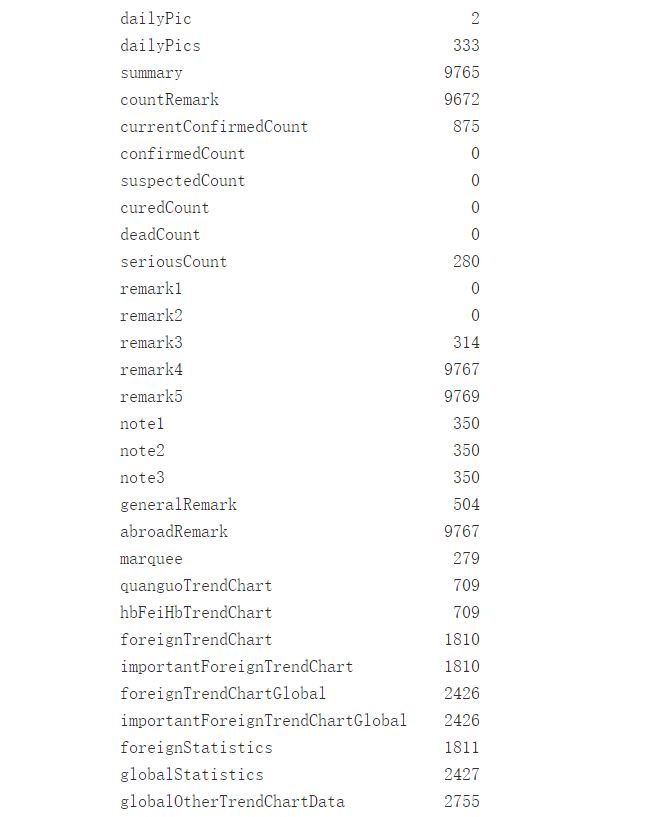 dailyPic 2
dailyPics 333
summary 9765
countRemark 9672
currentConfirmedCount 875
confirmedCount 0
suspectedCount 0
curedCount 0
deadCount 0
seriousCount 280
remark1 0
remark2 0
remark3 314
remark4 9767
remark5 9769
note1 350
note2 350
note3 350
generalRemark 504
abroadRemark 9767
marquee 279
quanguoTrendChart 709
hbFeiHbTrendChart 709
foreignTrendChart 1810
importantForeignTrendChart 1810
foreignTrendChartGlobal 2426
importantForeignTrendChartGlobal 2426
foreignStatistics 1811
globalStatistics 2427
globalOtherTrendChartData 2755